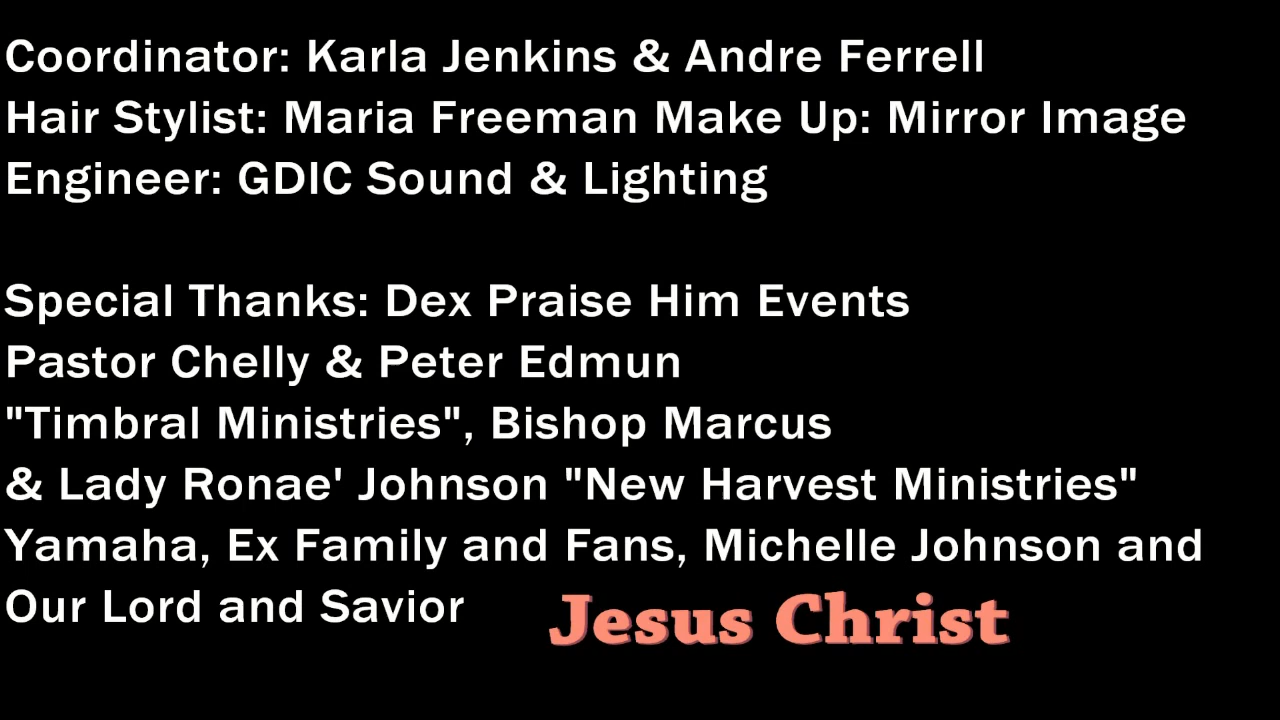 Coordinator: Karla Jenkins & Andre Ferrell
Hair Stylist: Maria Freeman Make Up: Mirror Image
Engineer: GDIC Sound & Lighting
Special Thanks: Dex Praise Him Events
Pastor Chelly & Peter Edmun
"Timbral Ministries", Bishop Marcus
& Lady Ronae' Johnson "New Harvest Ministries"
Yamaha, Ex Family and Fans, Michelle Johnson and
Our Lord and Savior Jesus Christ